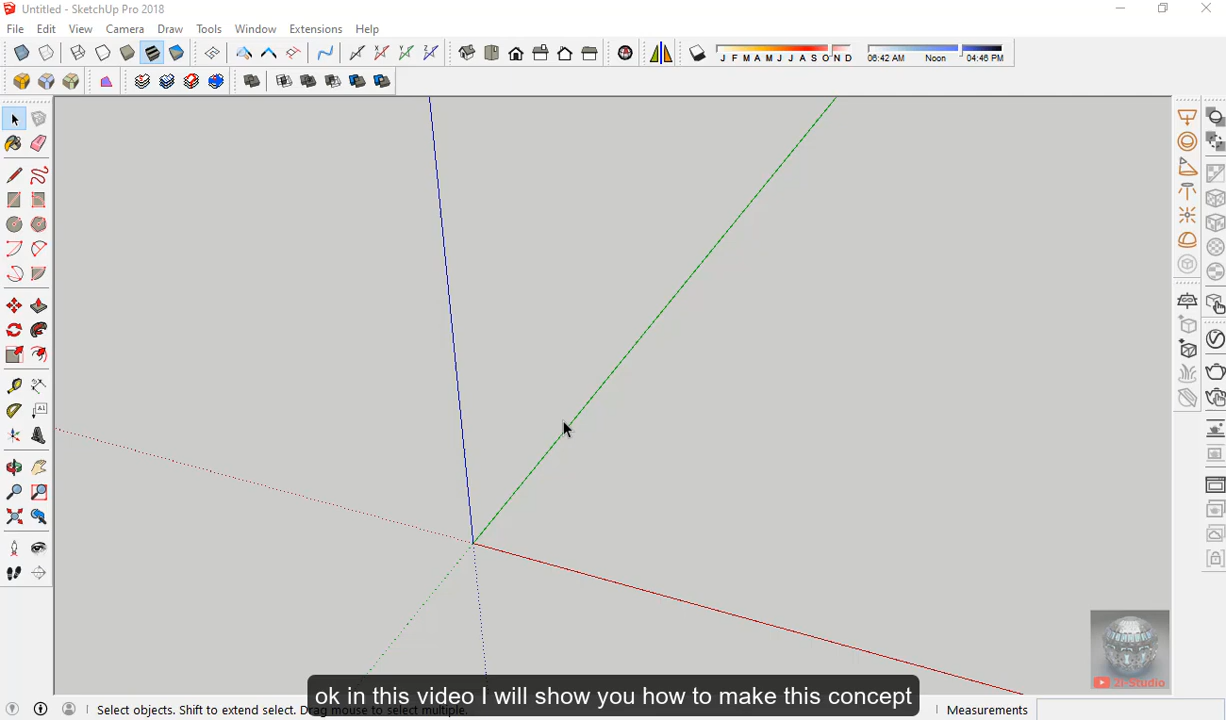 Untitled - SketchUp Pro 2018
File Edit View Camera Draw Tools Window Extensions Help
J F M A M J J A S O N D
06:42 AM Noon 04:46 PM
A1
Select objects. Shift to extend select. Drag mouse to select multiple.
Measurements
ok in this video I will show you how to make this concept
2i-Studio